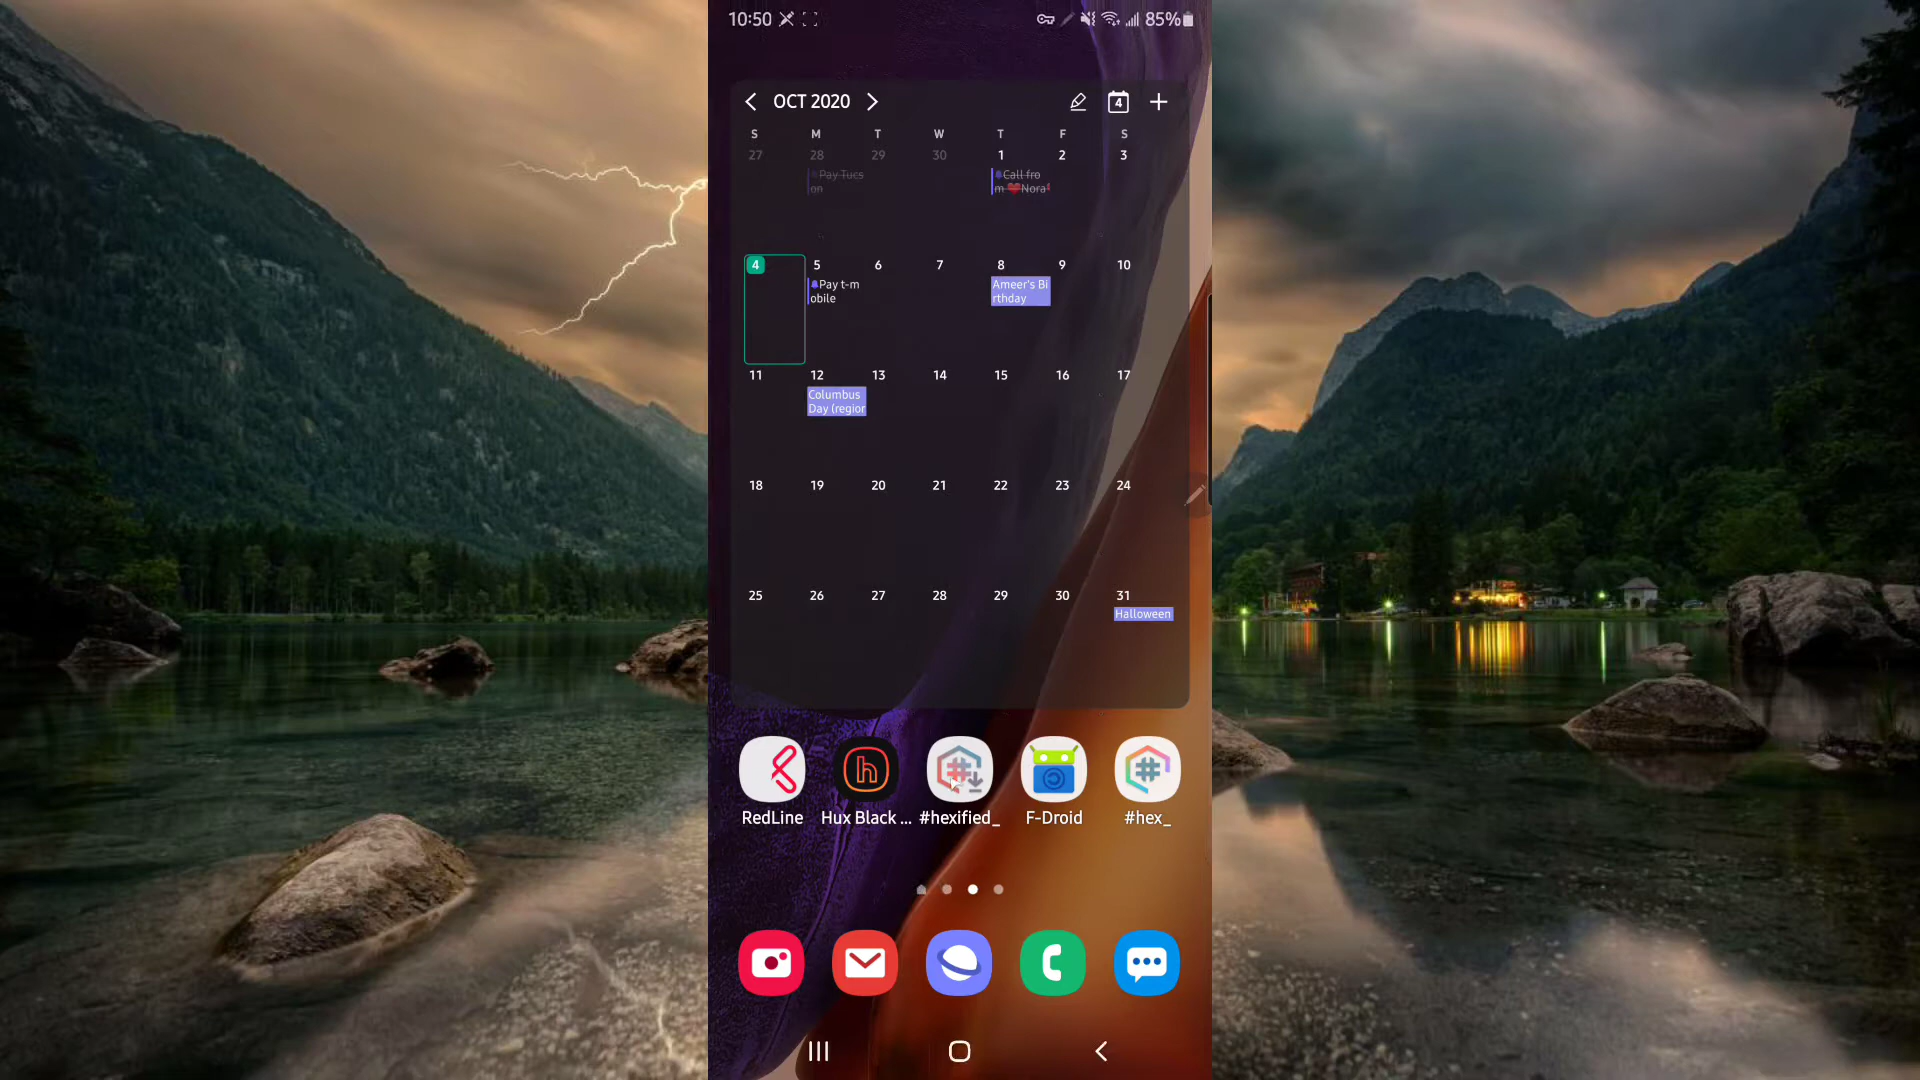 10:50
85%
OCT 2020
4
S M T W T F S
27 28 29 30 1 2 3
Pay Tucs
on
Call fro
m ❤Nora
4 5 6 7 8 9 10
Pay t-m
obile
Ameer's Bi
rthday
11 12 13 14 15 16 17
Columbus
Day (region
18 19 20 21 22 23 24
25 26 27 28 29 30 31
Halloween
h
#
#
RedLine Hux Black ... #hexified_ F-Droid #hex_